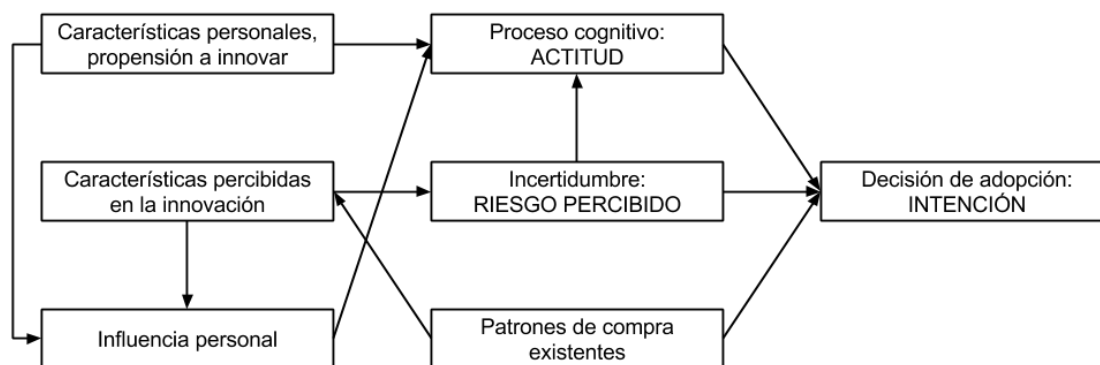 Características personales,
propensión a innovar
Proceso cognitivo:
ACTITUD
Características percibidas
en la innovación
Incertidumbre:
RIESGO PERCIBIDO
Decisión de adopción:
INTENCIÓN
Influencia personal
Patrones de compra
existentes